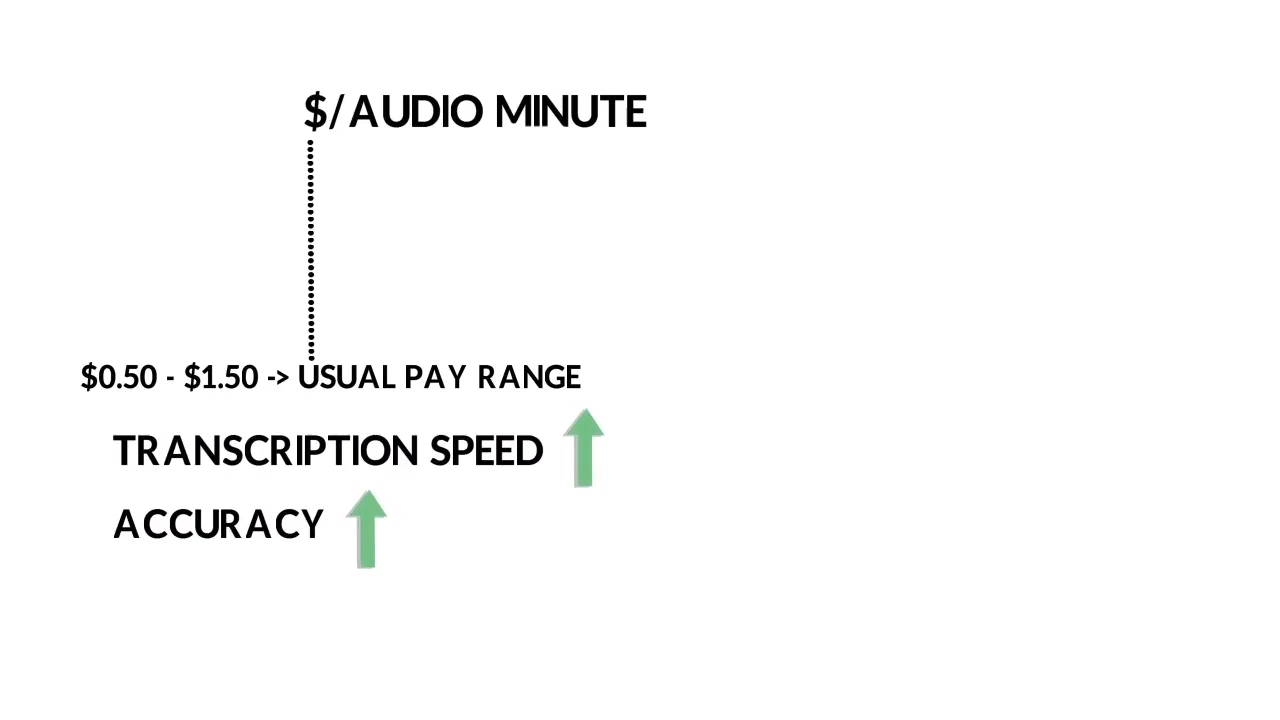 $/AUDIO MINUTE
$0.50 - $1.50 -> USUAL PAY RANGE
TRANSCRIPTION SPEED
ACCURACY